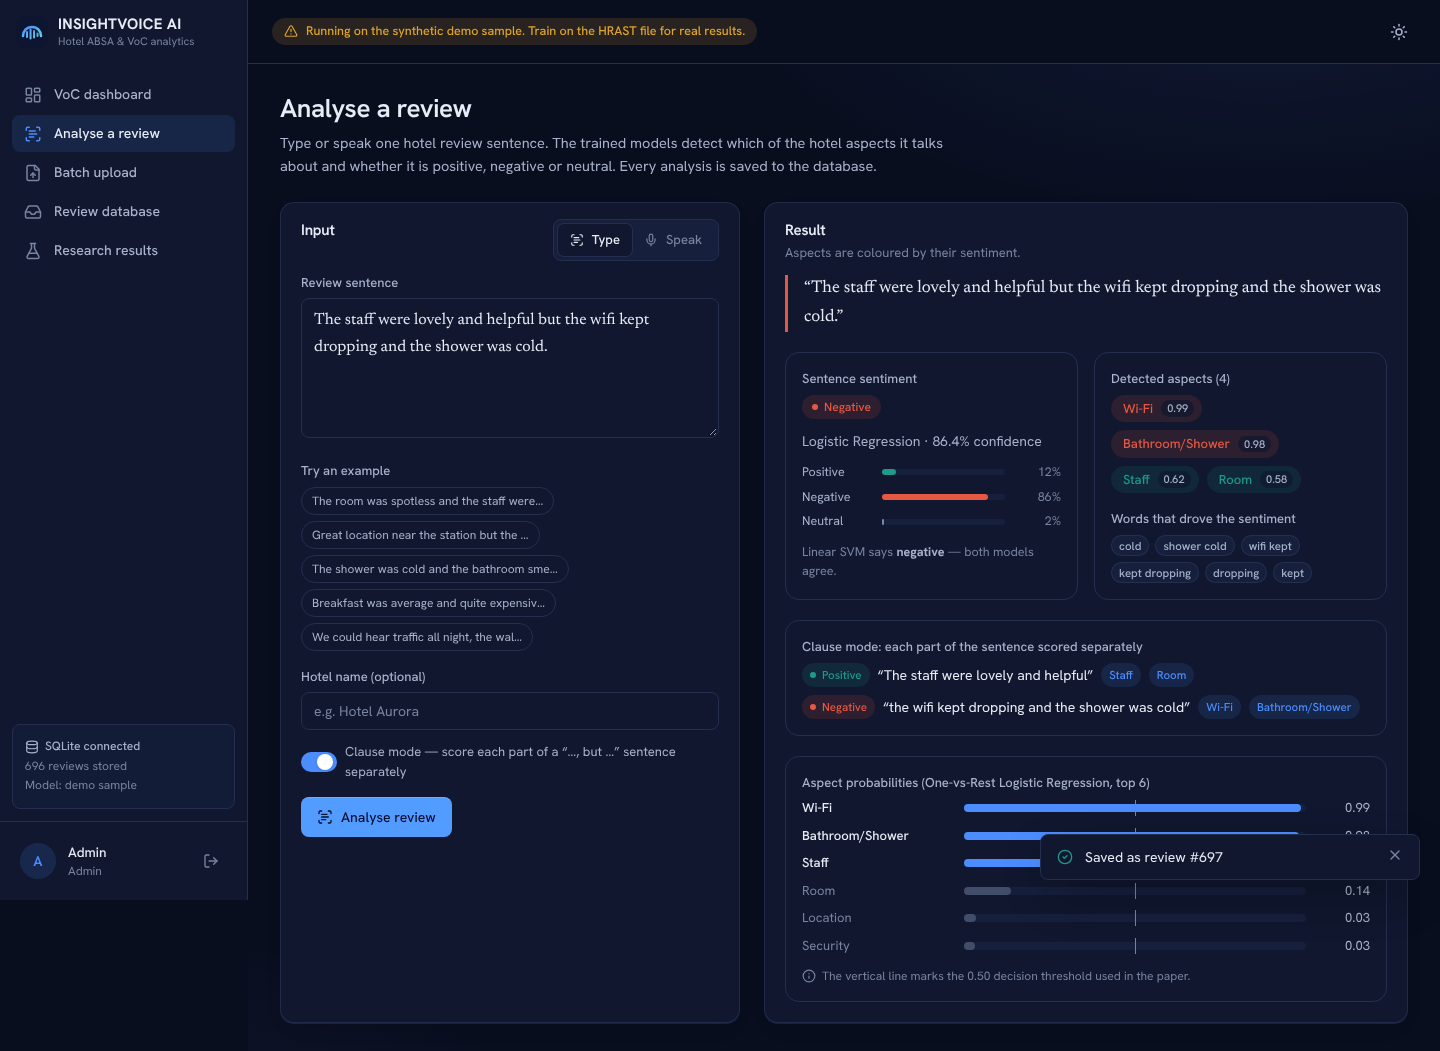 INSIGHTVOICE AI
Hotel ABSA & VoC analytics
VoC dashboard
Analyse a review
Batch upload
Review database
Research results
SQLite connected
696 reviews stored
Model: demo sample
A
Admin
Admin
Running on the synthetic demo sample. Train on the HRAST file for real results.
Analyse a review
Type or speak one hotel review sentence. The trained models detect which of the hotel aspects it talks
about and whether it is positive, negative or neutral. Every analysis is saved to the database.
Input
Type
Speak
Review sentence
The staff were lovely and helpful but the wifi kept
dropping and the shower was cold.
Try an example
The room was spotless and the staff were...
Great location near the station but the ...
The shower was cold and the bathroom sme...
Breakfast was average and quite expensiv...
We could hear traffic all night, the wal...
Hotel name (optional)
e.g. Hotel Aurora
Clause mode — score each part of a “..., but ...” sentence
separately
Analyse review
Result
Aspects are coloured by their sentiment.
“The staff were lovely and helpful but the wifi kept dropping and the shower was
cold.”
Sentence sentiment
Negative
Logistic Regression · 86.4% confidence
Positive 12%
Negative 86%
Neutral 2%
Linear SVM says negative — both models
agree.
Detected aspects (4)
Wi-Fi 0.99
Bathroom/Shower 0.98
Staff 0.62 Room 0.58
Words that drove the sentiment
cold shower cold wifi kept
kept dropping dropping kept
Clause mode: each part of the sentence scored separately
Positive “The staff were lovely and helpful” Staff Room
Negative “the wifi kept dropping and the shower was cold” Wi-Fi Bathroom/Shower
Aspect probabilities (One-vs-Rest Logistic Regression, top 6)
Wi-Fi 0.99
Bathroom/Shower
Staff
Saved as review #697
Room 0.14
Location 0.03
Security 0.03
The vertical line marks the 0.50 decision threshold used in the paper.